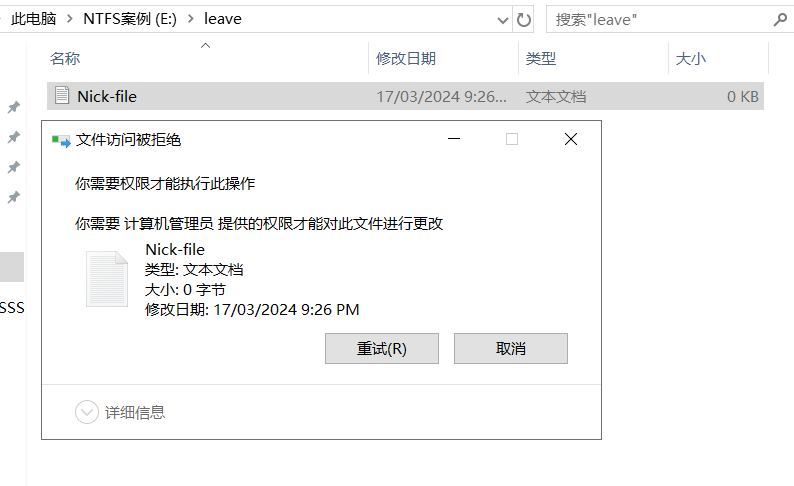 此电脑 > NTFS案例 (E:) > leave
搜索"leave"
名称 修改日期 类型 大小
Nick-file 17/03/2024 9:26... 文本文档 0 KB
文件访问被拒绝
你需要权限才能执行此操作
你需要 计算机管理员 提供的权限才能对此文件进行更改
Nick-file
类型: 文本文档
大小: 0 字节
修改日期: 17/03/2024 9:26 PM
SSS
重试(R) 取消
详细信息